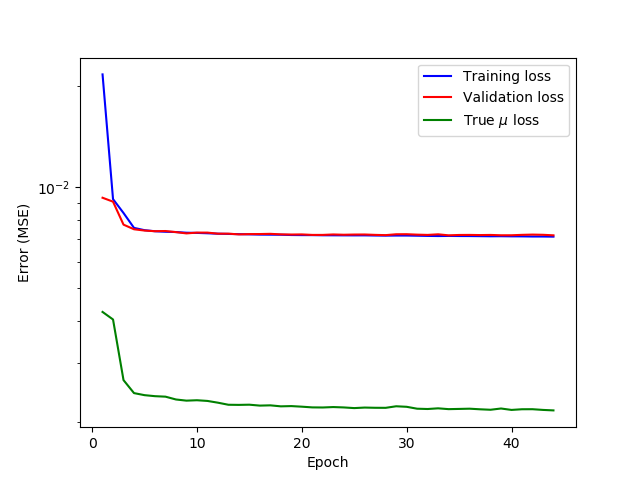 Training loss
Validation loss
True μ loss
10⁻²
Error (MSE)
0 10 20 30 40
Epoch